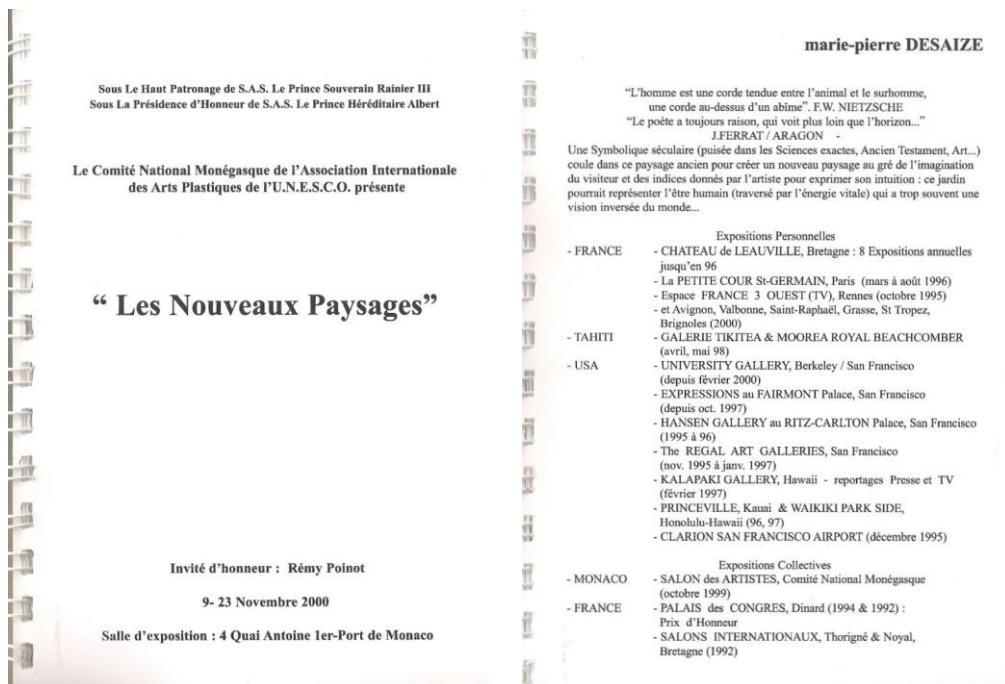 Sous Le Haut Patronage de S.A.S. Le Prince Souverain Rainier III
Sous La Présidence d'Honneur de S.A.S. Le Prince Héréditaire Albert
Le Comité National Monégasque de l'Association Internationale
des Arts Plastiques de l'U.N.E.S.C.O. présente
“ Les Nouveaux Paysages”
Invité d'honneur : Rémy Poinot
9- 23 Novembre 2000
Salle d'exposition : 4 Quai Antoine 1er-Port de Monaco
marie-pierre DESAIZE
“L'homme est une corde tendue entre l'animal et le surhomme,
une corde au-dessus d'un abîme”. F.W. NIETZSCHE
“Le poète a toujours raison, qui voit plus loin que l'horizon...”
J.FERRAT / ARAGON -
Une Symbolique séculaire (puisée dans les Sciences exactes, Ancien Testament, Art...)
coule dans ce paysage ancien pour créer un nouveau paysage au gré de l'imagination
du visiteur et des indices donnés par l'artiste pour exprimer son intuition : ce jardin
pourrait représenter l'être humain (traversé par l'énergie vitale) qui a trop souvent une
vision inversée du monde...
Expositions Personnelles
- FRANCE - CHATEAU de LEAUVILLE, Bretagne : 8 Expositions annuelles
jusqu'en 96
- La PETITE COUR St-GERMAIN, Paris (mars à août 1996)
- Espace FRANCE 3 OUEST (TV), Rennes (octobre 1995)
- et Avignon, Valbonne, Saint-Raphaël, Grasse, St Tropez,
Brignoles (2000)
- TAHITI - GALERIE TIKITEA & MOOREA ROYAL BEACHCOMBER
(avril, mai 98)
- USA - UNIVERSITY GALLERY, Berkeley / San Francisco
(depuis février 2000)
- EXPRESSIONS au FAIRMONT Palace, San Francisco
(depuis oct. 1997)
- HANSEN GALLERY au RITZ-CARLTON Palace, San Francisco
(1995 à 96)
- The REGAL ART GALLERIES, San Francisco
(nov. 1995 à janv. 1997)
- KALAPAKI GALLERY, Hawaii - reportages Presse et TV
(février 1997)
- PRINCEVILLE, Kauai & WAIKIKI PARK SIDE,
Honolulu-Hawaii (96, 97)
- CLARION SAN FRANCISCO AIRPORT (décembre 1995)
Expositions Collectives
- MONACO - SALON des ARTISTES, Comité National Monégasque
(octobre 1999)
- FRANCE - PALAIS des CONGRES, Dinard (1994 & 1992) :
Prix d'Honneur
- SALONS INTERNATIONAUX, Thorigné & Noyal,
Bretagne (1992)